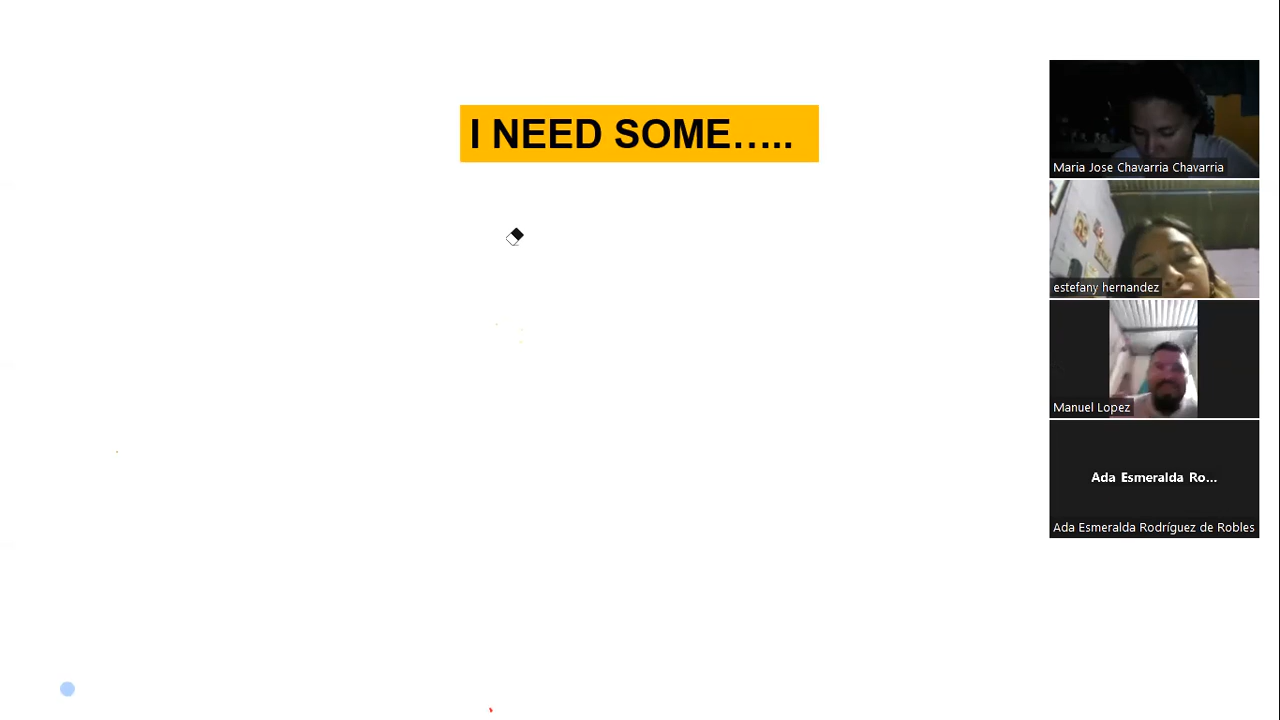 I NEED SOME…..
Maria Jose Chavarria Chavarria
estefany hernandez
Manuel Lopez
Ada Esmeralda Ro...
Ada Esmeralda Rodríguez de Robles